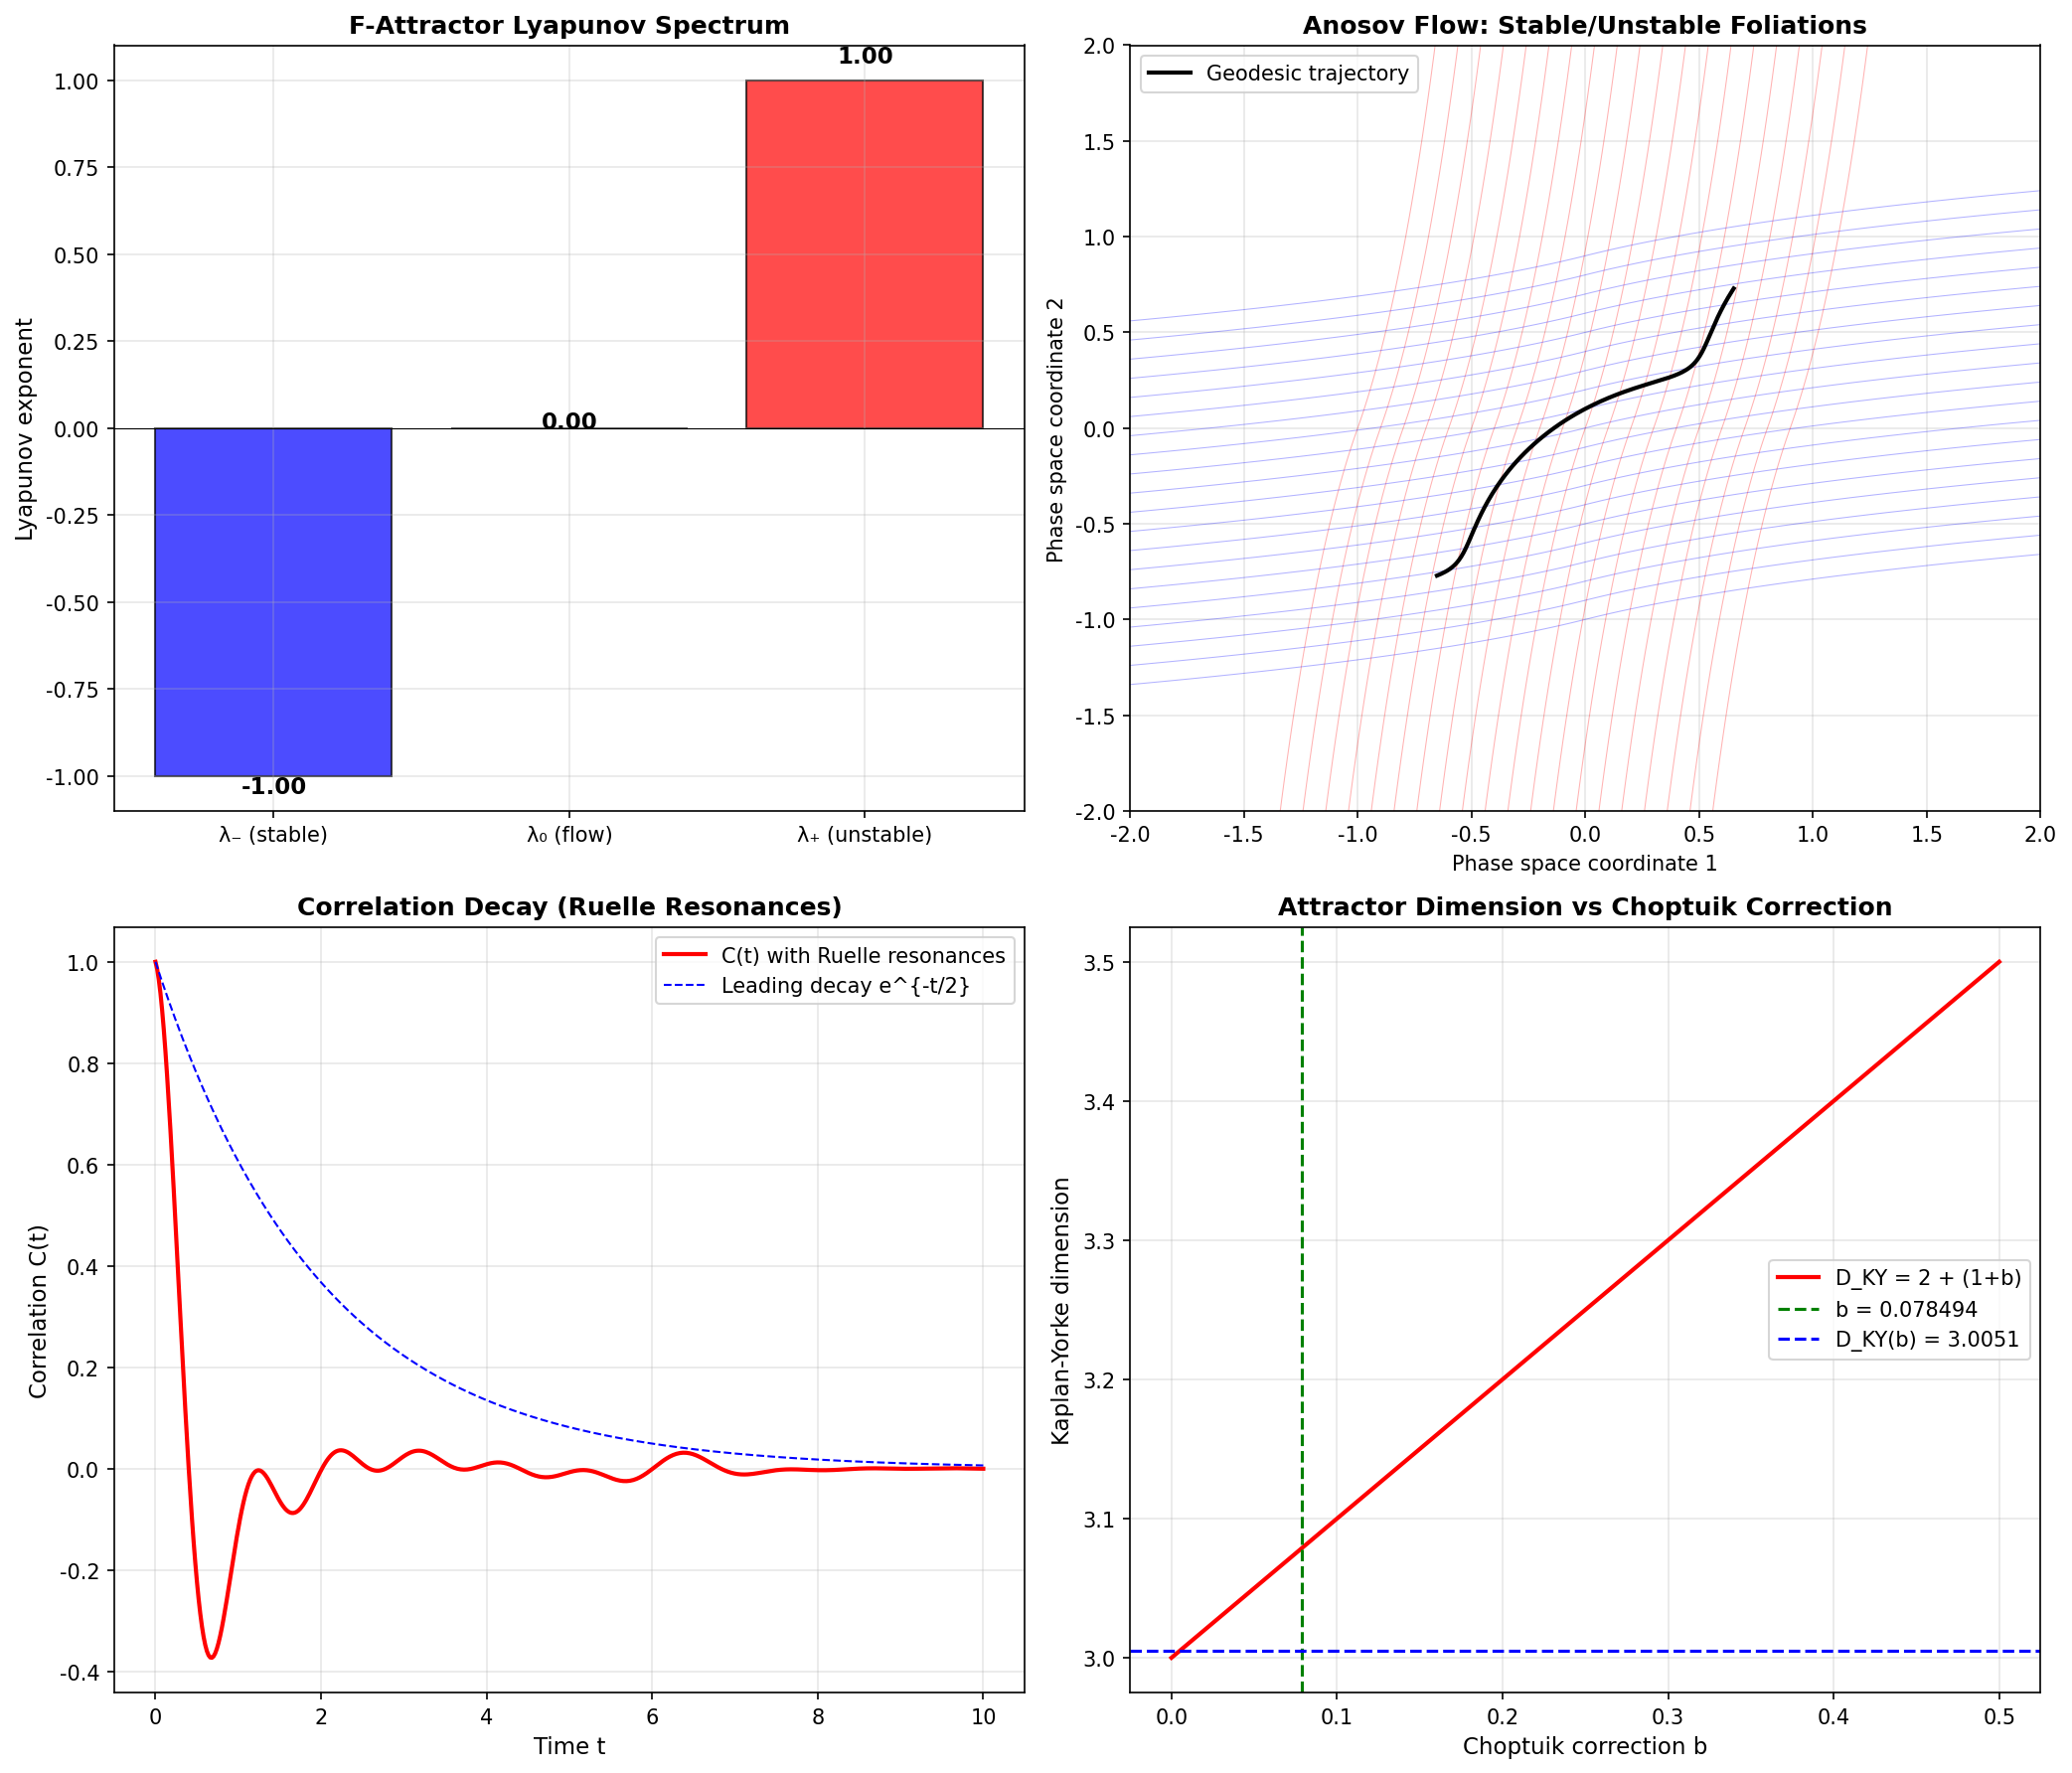 F-Attractor Lyapunov Spectrum
Lyapunov exponent
1.00
0.75
0.50
0.25
0.00
-0.25
-0.50
-0.75
-1.00
1.00
0.00
-1.00
λ₋ (stable)
λ₀ (flow)
λ₊ (unstable)
Anosov Flow: Stable/Unstable Foliations
Geodesic trajectory
Phase space coordinate 2
2.0
1.5
1.0
0.5
0.0
-0.5
-1.0
-1.5
-2.0
-2.0 -1.5 -1.0 -0.5 0.0 0.5 1.0 1.5 2.0
Phase space coordinate 1
Correlation Decay (Ruelle Resonances)
C(t) with Ruelle resonances
Leading decay e^{-t/2}
Correlation C(t)
1.0
0.8
0.6
0.4
0.2
0.0
-0.2
-0.4
0 2 4 6 8 10
Time t
Attractor Dimension vs Choptuik Correction
Kaplan-Yorke dimension
3.5
3.4
3.3
3.2
3.1
3.0
D_KY = 2 + (1+b)
b = 0.078494
D_KY(b) = 3.0051
0.0 0.1 0.2 0.3 0.4 0.5
Choptuik correction b